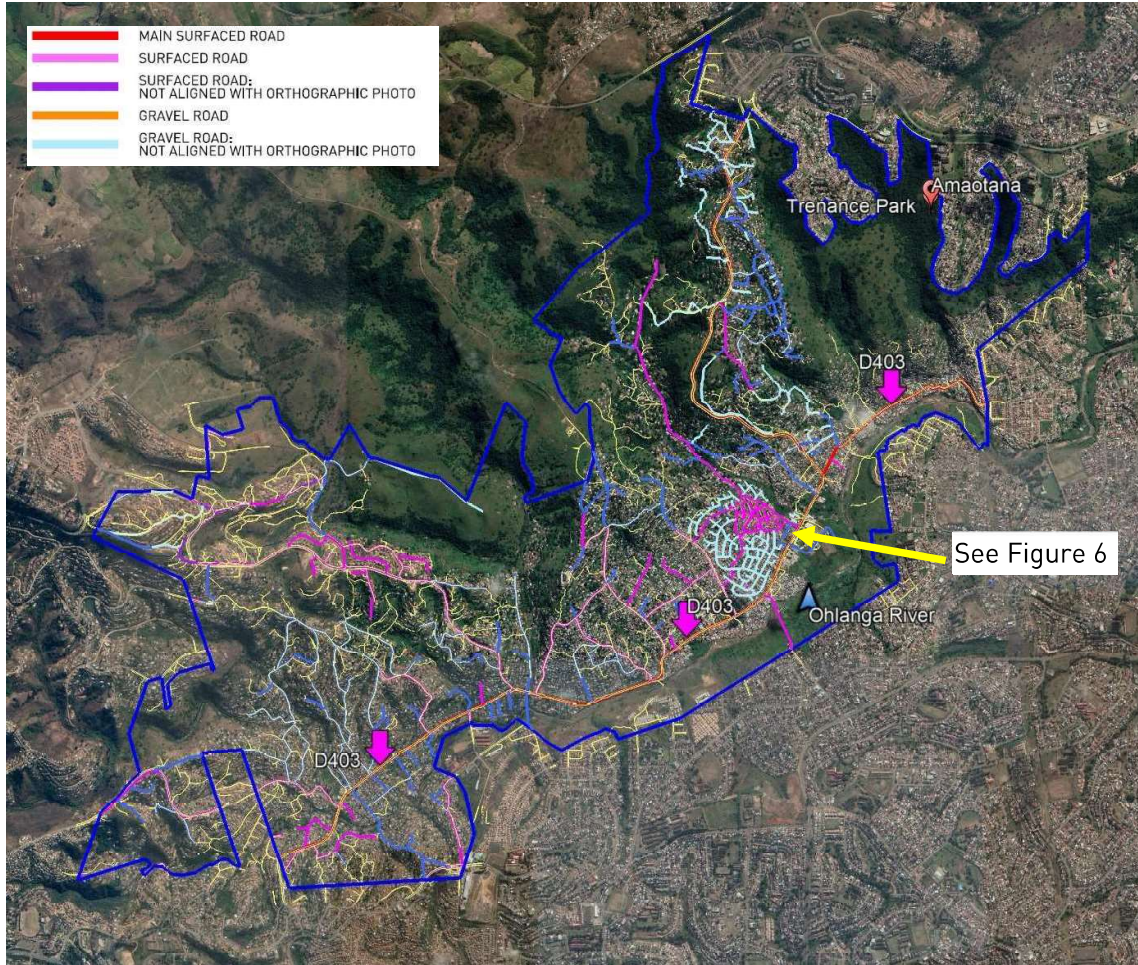 MAIN SURFACED ROAD
SURFACED ROAD
SURFACED ROAD:
NOT ALIGNED WITH ORTHOGRAPHIC PHOTO
GRAVEL ROAD
GRAVEL ROAD:
NOT ALIGNED WITH ORTHOGRAPHIC PHOTO
Amaotana
Trenance Park
D403
See Figure 6
D403
Ohlanga River
D403